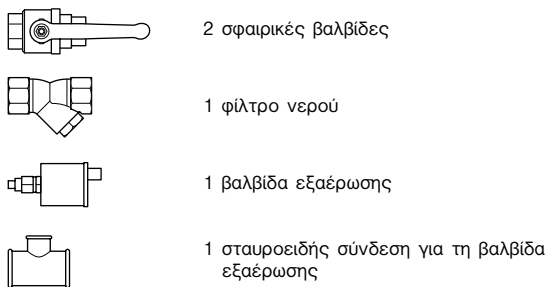 2 σφαιρικές βαλβίδες
1 φίλτρο νερού
1 βαλβίδα εξαέρωσης
1 σταυροειδής σύνδεση για τη βαλβίδα
εξαέρωσης